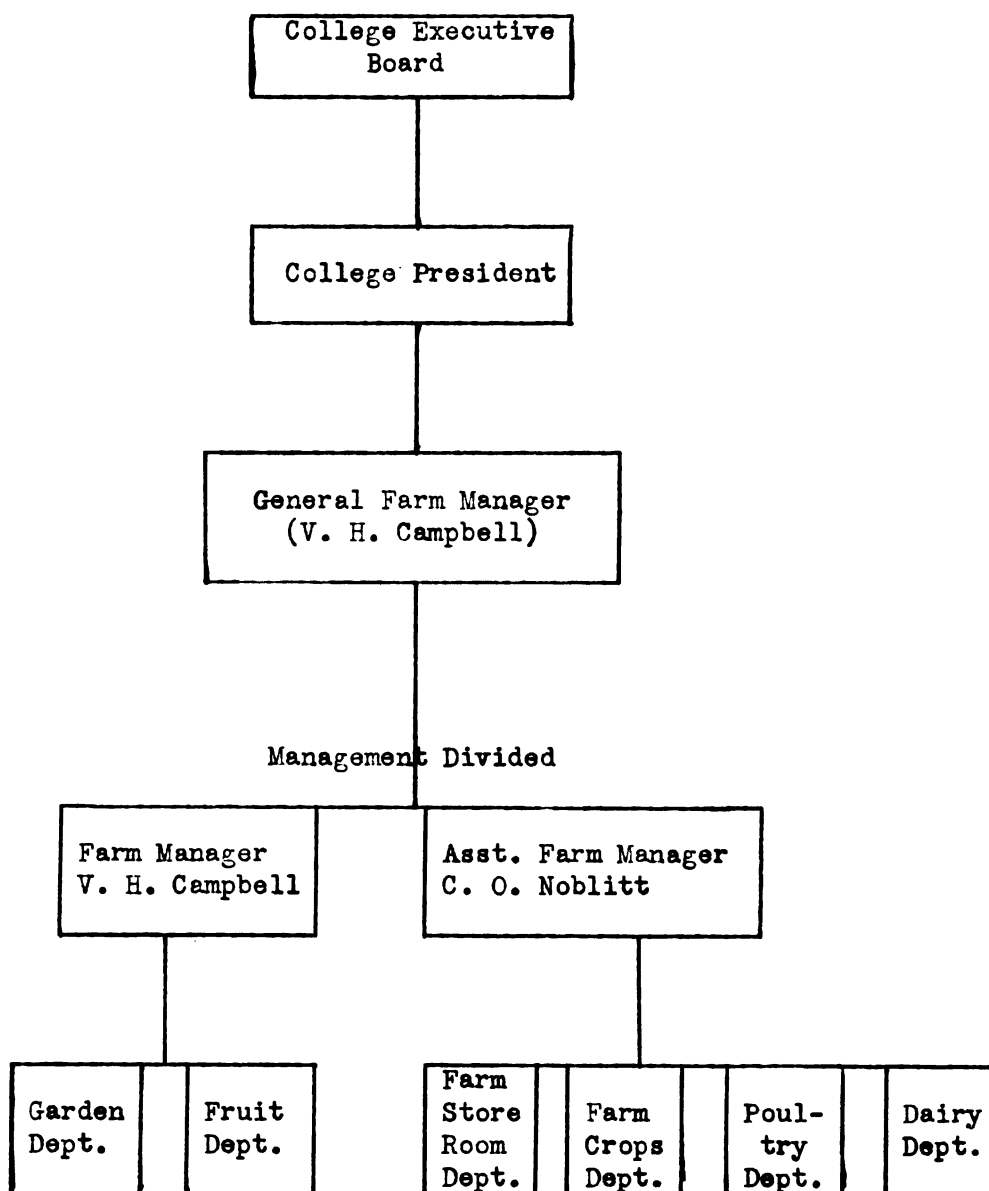 College Executive
Board
College President
General Farm Manager
(V. H. Campbell)
Management Divided
Farm Manager
V. H. Campbell
Asst. Farm Manager
C. O. Noblitt
Garden
Dept.
Fruit
Dept.
Farm
Store
Room
Dept.
Farm
Crops
Dept.
Poul-
try
Dept.
Dairy
Dept.